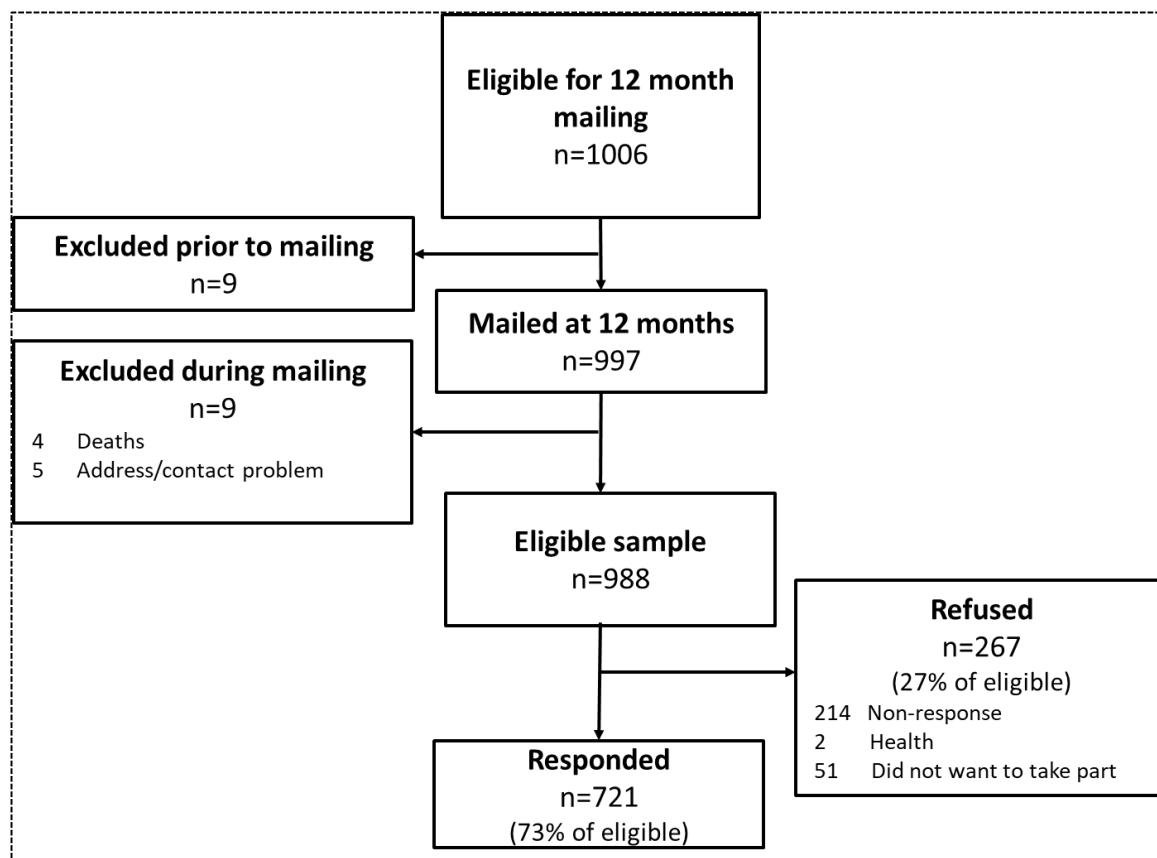 Eligible for 12 month
mailing
n=1006
Excluded prior to mailing
n=9
Mailed at 12 months
n=997
Excluded during mailing
n=9
4 Deaths
5 Address/contact problem
Eligible sample
n=988
Refused
n=267
(27% of eligible)
214 Non-response
2 Health
51 Did not want to take part
Responded
n=721
(73% of eligible)